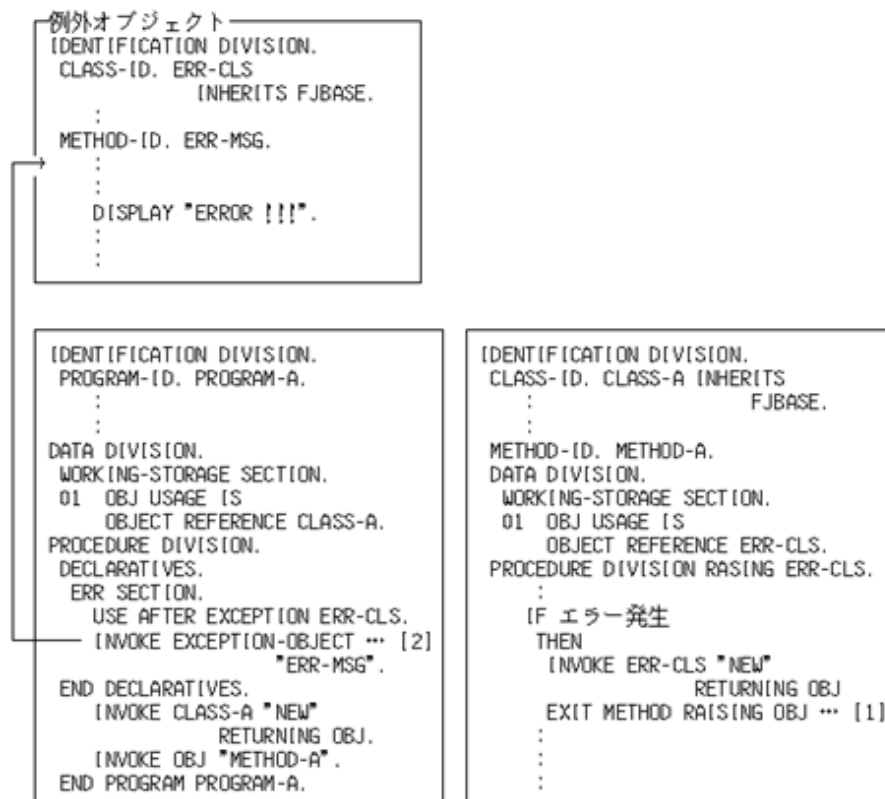 例外オブジェクト
IDENTIFICATION DIVISION.
CLASS-ID. ERR-CLS
INHERITS FJBASE.
:
METHOD-ID. ERR-MSG.
:
:
DISPLAY "ERROR !!!".
:
:
IDENTIFICATION DIVISION.
PROGRAM-ID. PROGRAM-A.
:
:
DATA DIVISION.
WORKING-STORAGE SECTION.
01 OBJ USAGE IS
OBJECT REFERENCE CLASS-A.
PROCEDURE DIVISION.
DECLARATIVES.
ERR SECTION.
USE AFTER EXCEPTION ERR-CLS.
INVOKE EXCEPTION-OBJECT … [2]
"ERR-MSG".
END DECLARATIVES.
INVOKE CLASS-A "NEW"
RETURNING OBJ.
INVOKE OBJ "METHOD-A".
END PROGRAM PROGRAM-A.
IDENTIFICATION DIVISION.
CLASS-ID. CLASS-A INHERITS
: FJBASE.
:
METHOD-ID. METHOD-A.
DATA DIVISION.
WORKING-STORAGE SECTION.
01 OBJ USAGE IS
OBJECT REFERENCE ERR-CLS.
PROCEDURE DIVISION RASING ERR-CLS.
:
IF エラー発生
THEN
INVOKE ERR-CLS "NEW"
RETURNING OBJ
EXIT METHOD RAISING OBJ … [1]
:
:
: